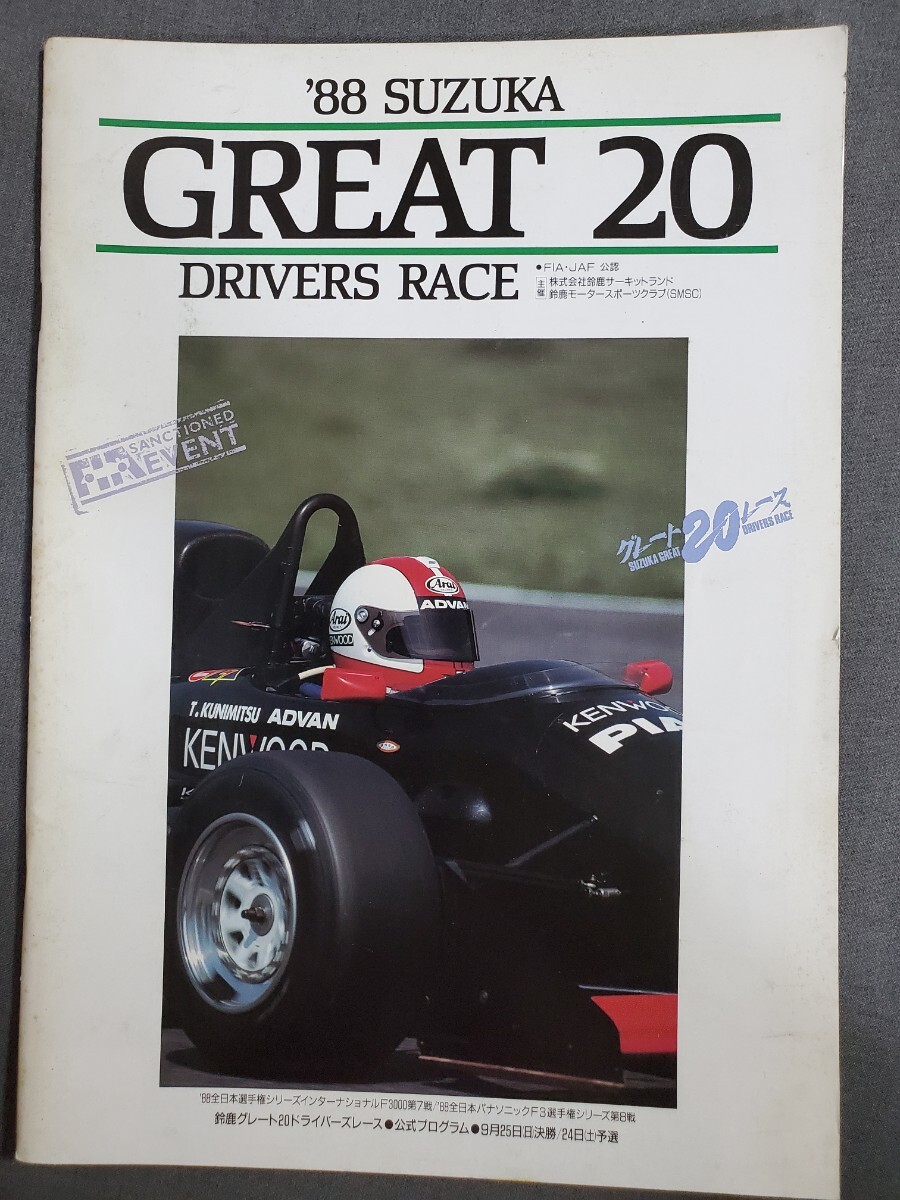 '88 SUZUKA
GREAT 20
DRIVERS RACE
●FIA・JAF 公認
主催
株式会社鈴鹿サーキットランド
鈴鹿モータースポーツクラブ(SMSC)
SANCTIONED
EVENT
グレート20レース
SUZUKA GREAT DRIVERS RACE
Arai
ADVAN
Arai
KENWOOD
T. KUNIMITSU ADVAN
KENWOOD
KENWOO
PIA
'88全日本選手権シリーズインターナショナルF3000第7戦/'88全日本パナソニックF3選手権シリーズ第8戦
鈴鹿グレート20ドライバーズレース●公式プログラム●9月25日(日)決勝/24日(土)予選